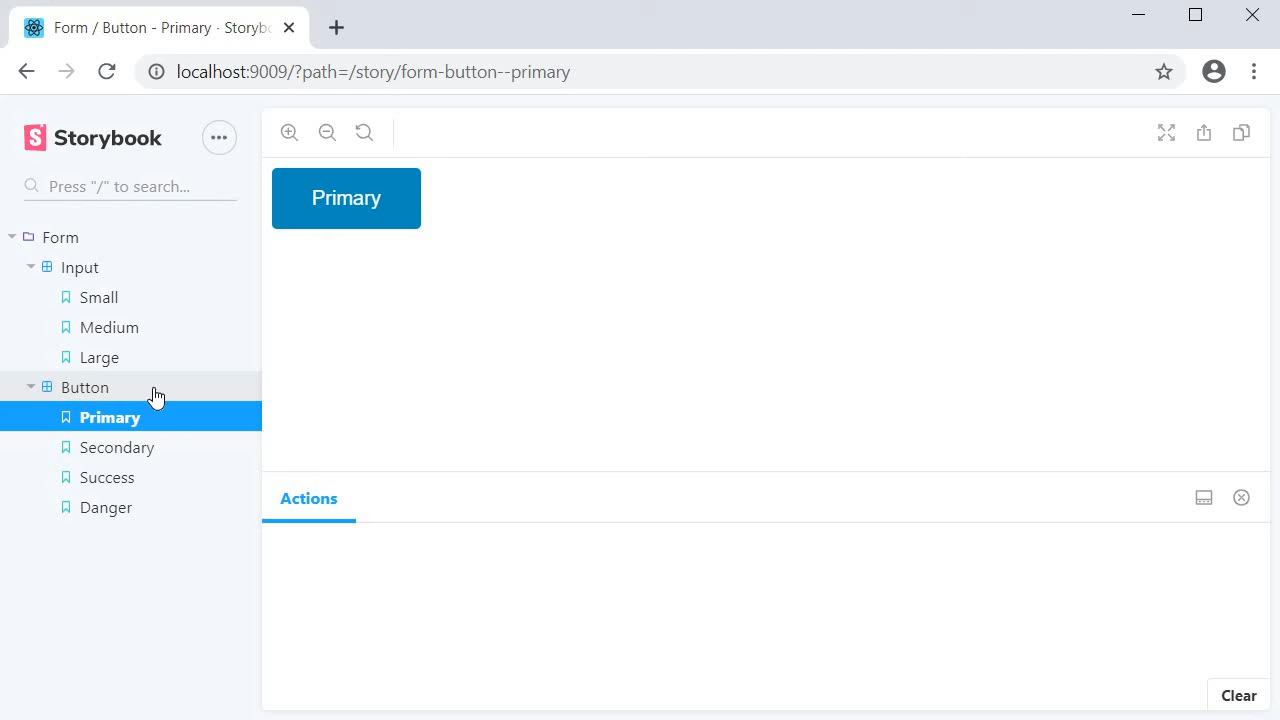 Form / Button - Primary · Storyb
localhost:9009/?path=/story/form-button--primary
Storybook
Press "/" to search...
Form
Input
Small
Medium
Large
Button
Primary
Secondary
Success
Danger
Primary
Actions
Clear